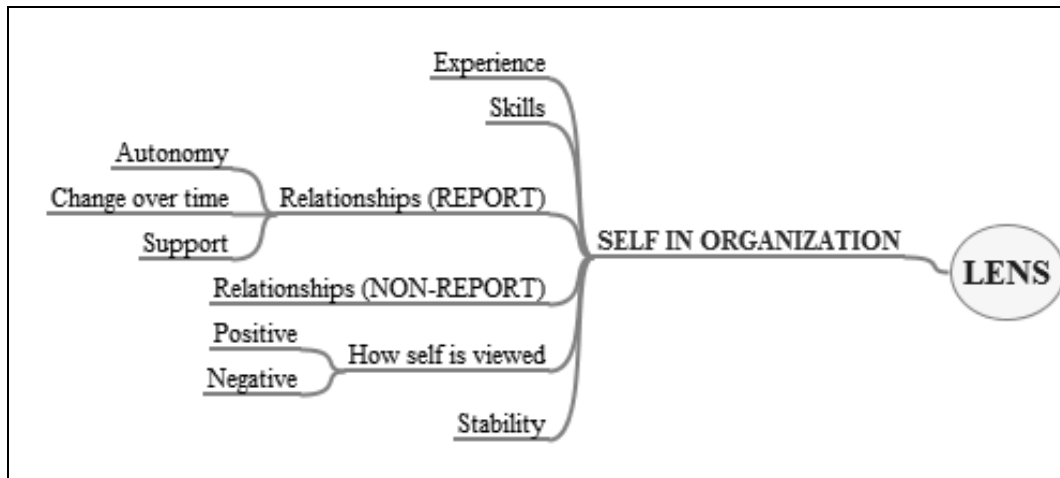 Experience
Skills
Autonomy
Change over time
Relationships (REPORT)
Support
SELF IN ORGANIZATION
LENS
Relationships (NON-REPORT)
Positive
How self is viewed
Negative
Stability